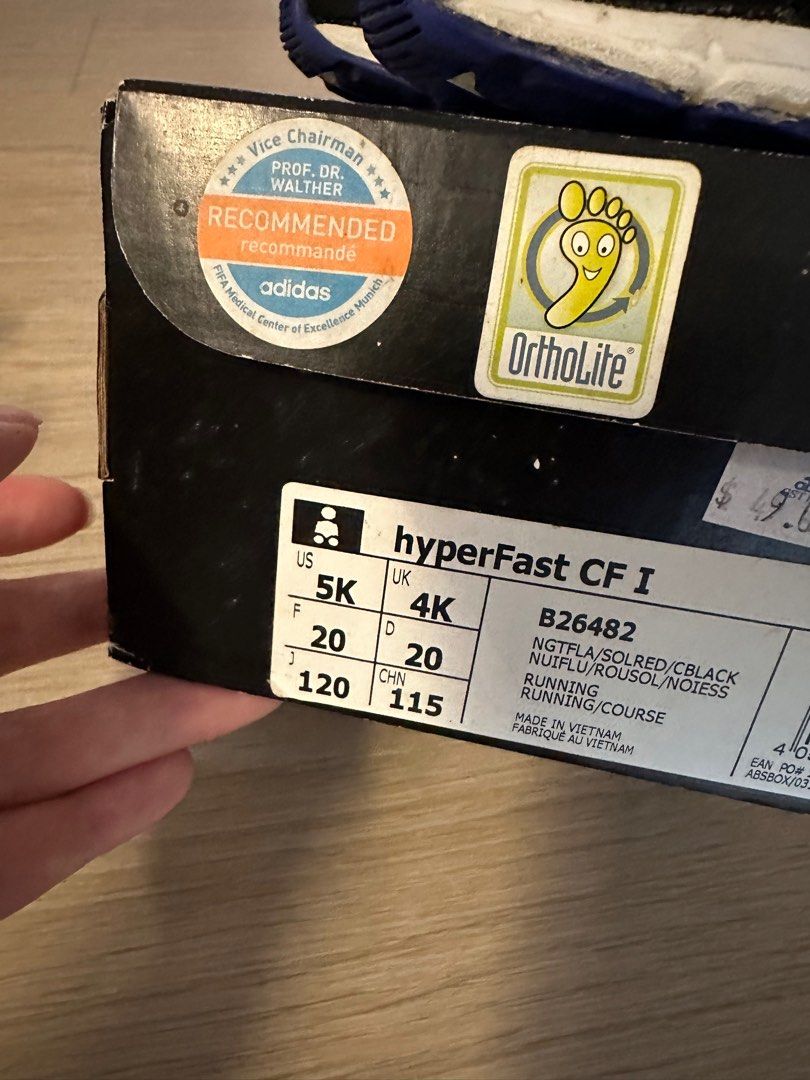 Vice Chairman
PROF. DR.
WALTHER
RECOMMENDED
recommandé
adidas
FIFA Medical Center of Excellence Munich
OrthoLite®
$ 49.
hyperFast CF I
US 5K UK 4K
F 20 D 20
J 120 CHN 115
B26482
NGTFLA/SOLRED/CBLACK
NUIFLU/ROUSOL/NOIESS
RUNNING
RUNNING/COURSE
MADE IN VIETNAM
FABRIQUÉ AU VIETNAM
EAN PO#